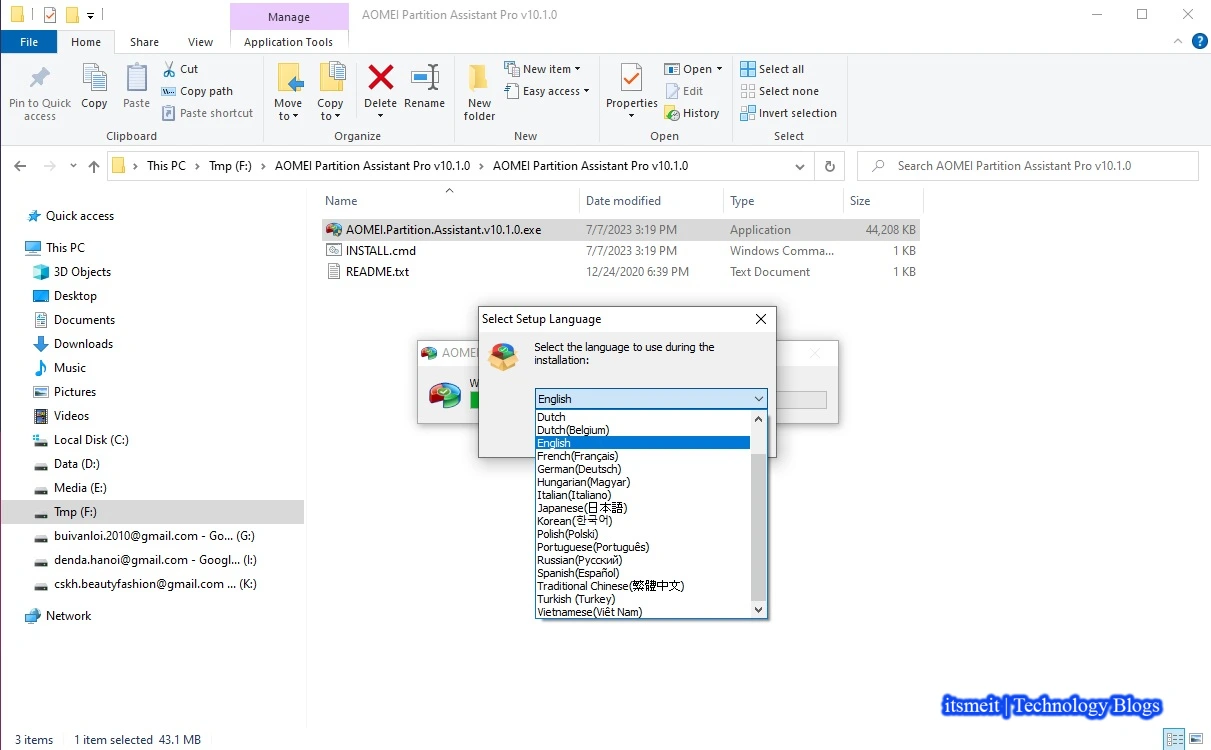 Manage
AOMEI Partition Assistant Pro v10.1.0
File
Home
Share
View
Application Tools
Pin to Quick
access
Copy
Paste
Cut
Copy path
Paste shortcut
Clipboard
Move
to
Copy
to
Delete
Rename
Organize
New
folder
New item
Easy access
New
Properties
Open
Edit
History
Open
Select all
Select none
Invert selection
Select
This PC
Tmp (F:)
AOMEI Partition Assistant Pro v10.1.0
AOMEI Partition Assistant Pro v10.1.0
Search AOMEI Partition Assistant Pro v10.1.0
Quick access
This PC
3D Objects
Desktop
Documents
Downloads
Music
Pictures
Videos
Local Disk (C:)
Data (D:)
Media (E:)
Tmp (F:)
buivanloi.2010@gmail.com - Go... (G:)
denda.hanoi@gmail.com - Googl... (I:)
cskh.beautyfashion@gmail.com ... (K:)
Network
Name Date modified Type Size
AOMEI.Partition.Assistant.v10.1.0.exe 7/7/2023 3:19 PM Application 44,208 KB
INSTALL.cmd 7/7/2023 3:19 PM Windows Comma... 1 KB
README.txt 12/24/2020 6:39 PM Text Document 1 KB
AOMEI
Select Setup Language
Select the language to use during the
installation:
English
Dutch
Dutch(Belgium)
English
French(Français)
German(Deutsch)
Hungarian(Magyar)
Italian(Italiano)
Japanese(日本語)
Korean(한국어)
Polish(Polski)
Portuguese(Português)
Russian(Русский)
Spanish(Español)
Traditional Chinese(繁體中文)
Turkish (Turkey)
Vietnamese(Viêt Nam)
itsmeit | Technology Blogs
3 items
1 item selected 43.1 MB